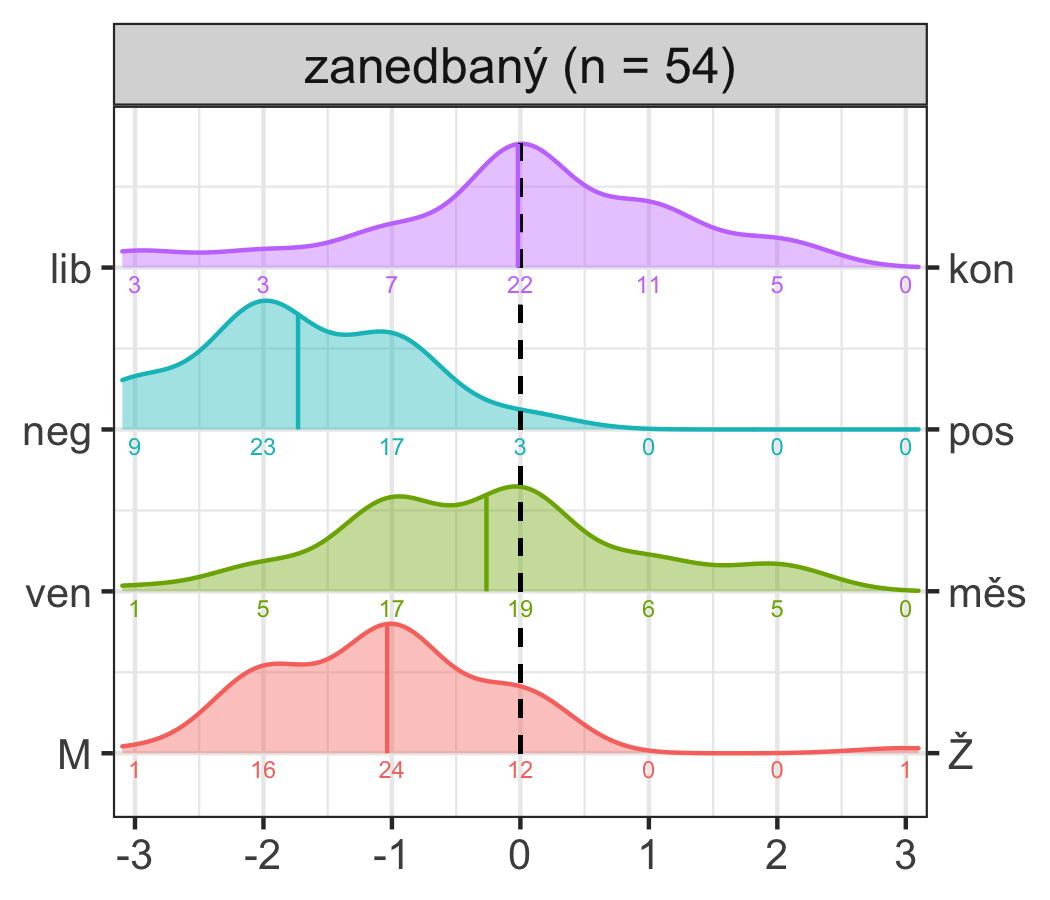 zanedbaný (n = 54)
lib kon
3 3 7 22 11 5 0
neg pos
9 23 17 3 0 0 0
ven měs
1 5 17 19 6 5 0
M Ž
1 16 24 12 0 0 1
-3 -2 -1 0 1 2 3